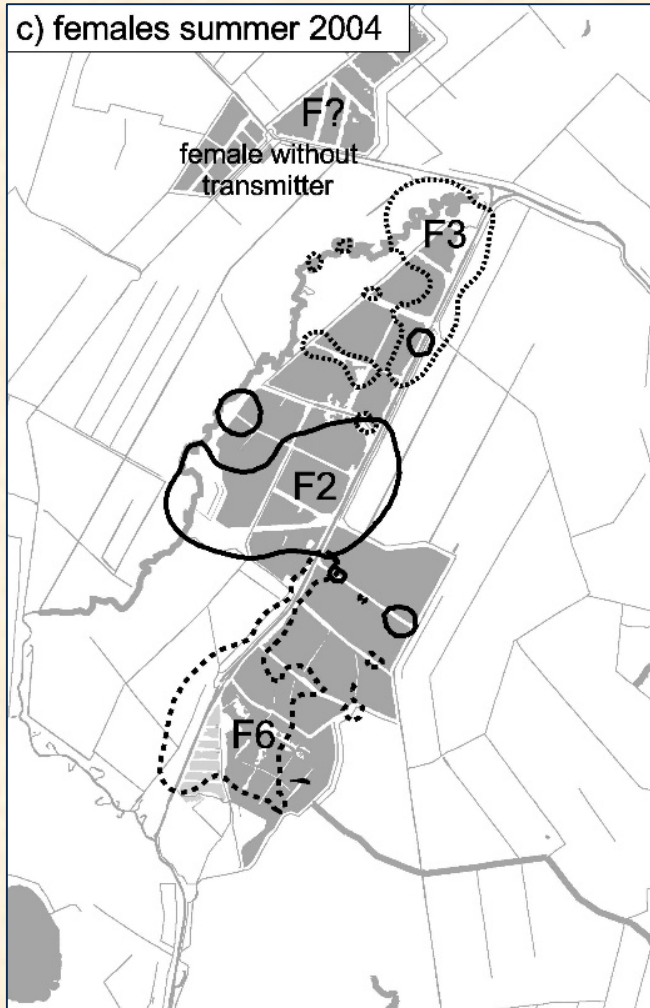 c) females summer 2004
F?
female without
transmitter
F3
F2
F6